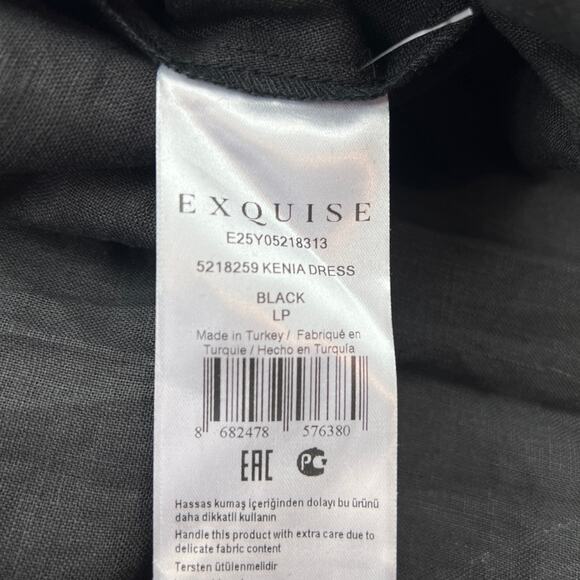 EXQUISE
E25Y05218313
5218259 KENIA DRESS
BLACK
LP
Made in Turkey / Fabriqué en
Turquie / Hecho en Turquía
8 682478 576380
EAC PG
Hassas kumaş içeriğinden dolayı bu ürünü
daha dikkatli kullanın
Handle this product with extra care due to
delicate fabric content
Tersten ütülenmelidir